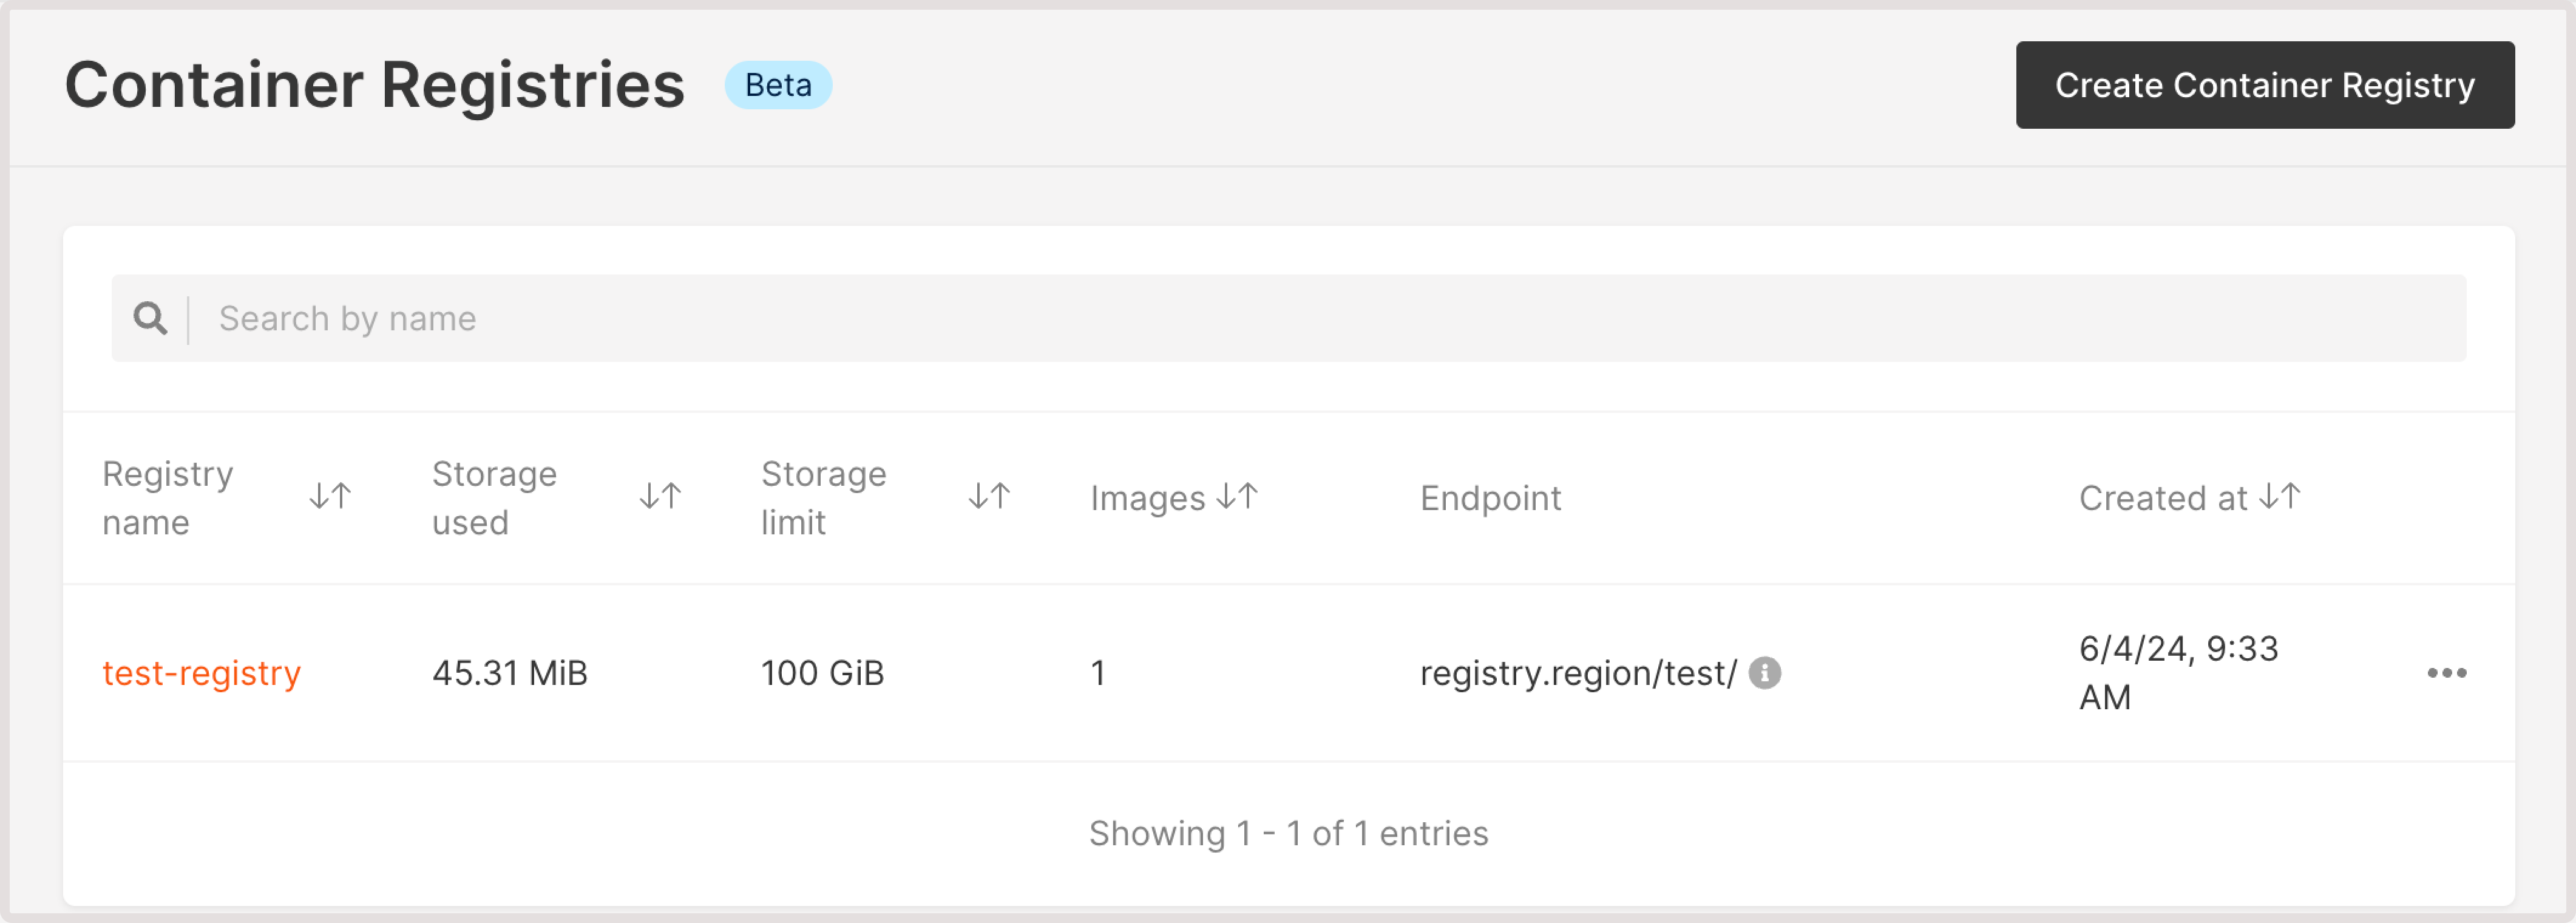 Container Registries Beta Create Container Registry
Search by name
Registry name Storage used Storage limit Images Endpoint Created at
test-registry 45.31 MiB 100 GiB 1 registry.region/test/ 6/4/24, 9:33 AM
Showing 1 - 1 of 1 entries